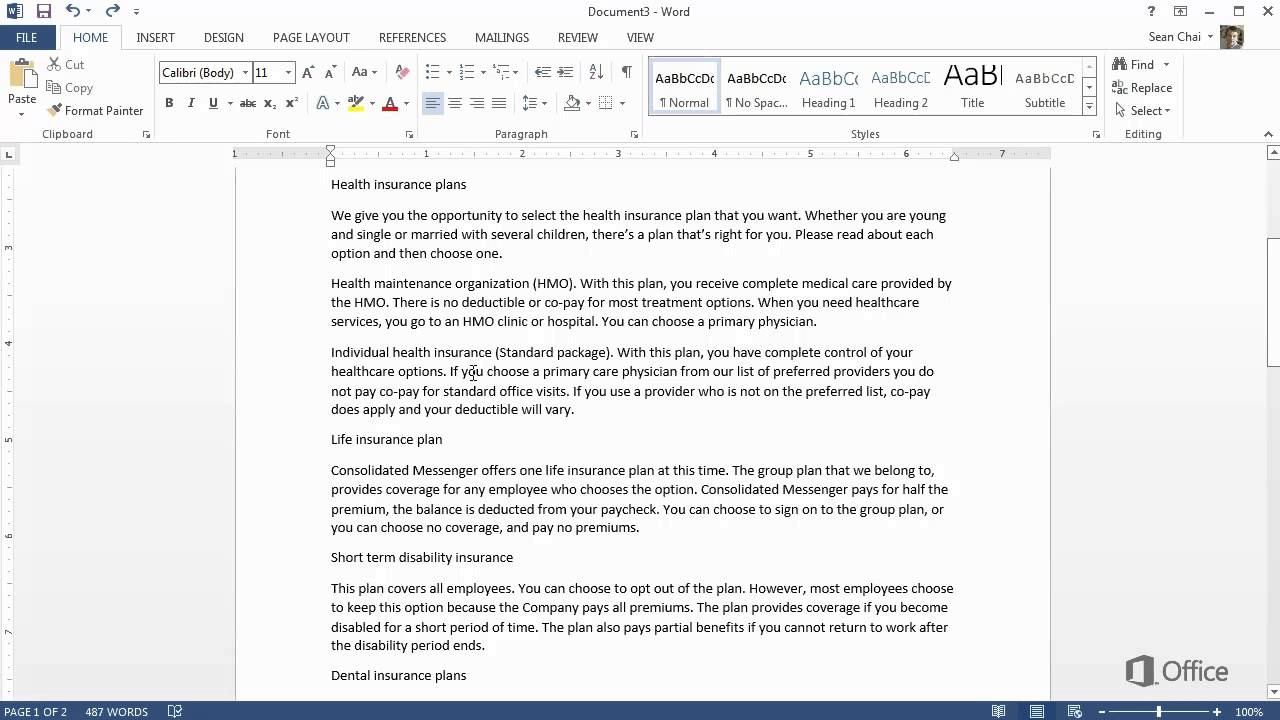 Document3 - Word
FILE HOME INSERT DESIGN PAGE LAYOUT REFERENCES MAILINGS REVIEW VIEW Sean Chai
Cut
Copy
Format Painter
Paste
Calibri (Body) 11
AaBbCcDc AaBbCcDc AaBbCc AaBbCcD AaBl AaBbCcD
¶ Normal ¶ No Spac... Heading 1 Heading 2 Title Subtitle
Find
Replace
Select
Clipboard Font Paragraph Styles Editing
1 1 2 3 4 5 6 7
Health insurance plans
We give you the opportunity to select the health insurance plan that you want. Whether you are young
and single or married with several children, there’s a plan that’s right for you. Please read about each
option and then choose one.
Health maintenance organization (HMO). With this plan, you receive complete medical care provided by
the HMO. There is no deductible or co-pay for most treatment options. When you need healthcare
services, you go to an HMO clinic or hospital. You can choose a primary physician.
Individual health insurance (Standard package). With this plan, you have complete control of your
healthcare options. If you choose a primary care physician from our list of preferred providers you do
not pay co-pay for standard office visits. If you use a provider who is not on the preferred list, co-pay
does apply and your deductible will vary.
Life insurance plan
Consolidated Messenger offers one life insurance plan at this time. The group plan that we belong to,
provides coverage for any employee who chooses the option. Consolidated Messenger pays for half the
premium, the balance is deducted from your paycheck. You can choose to sign on to the group plan, or
you can choose no coverage, and pay no premiums.
Short term disability insurance
This plan covers all employees. You can choose to opt out of the plan. However, most employees choose
to keep this option because the Company pays all premiums. The plan provides coverage if you become
disabled for a short period of time. The plan also pays partial benefits if you cannot return to work after
the disability period ends.
Dental insurance plans
Office
PAGE 1 OF 2 487 WORDS 100%